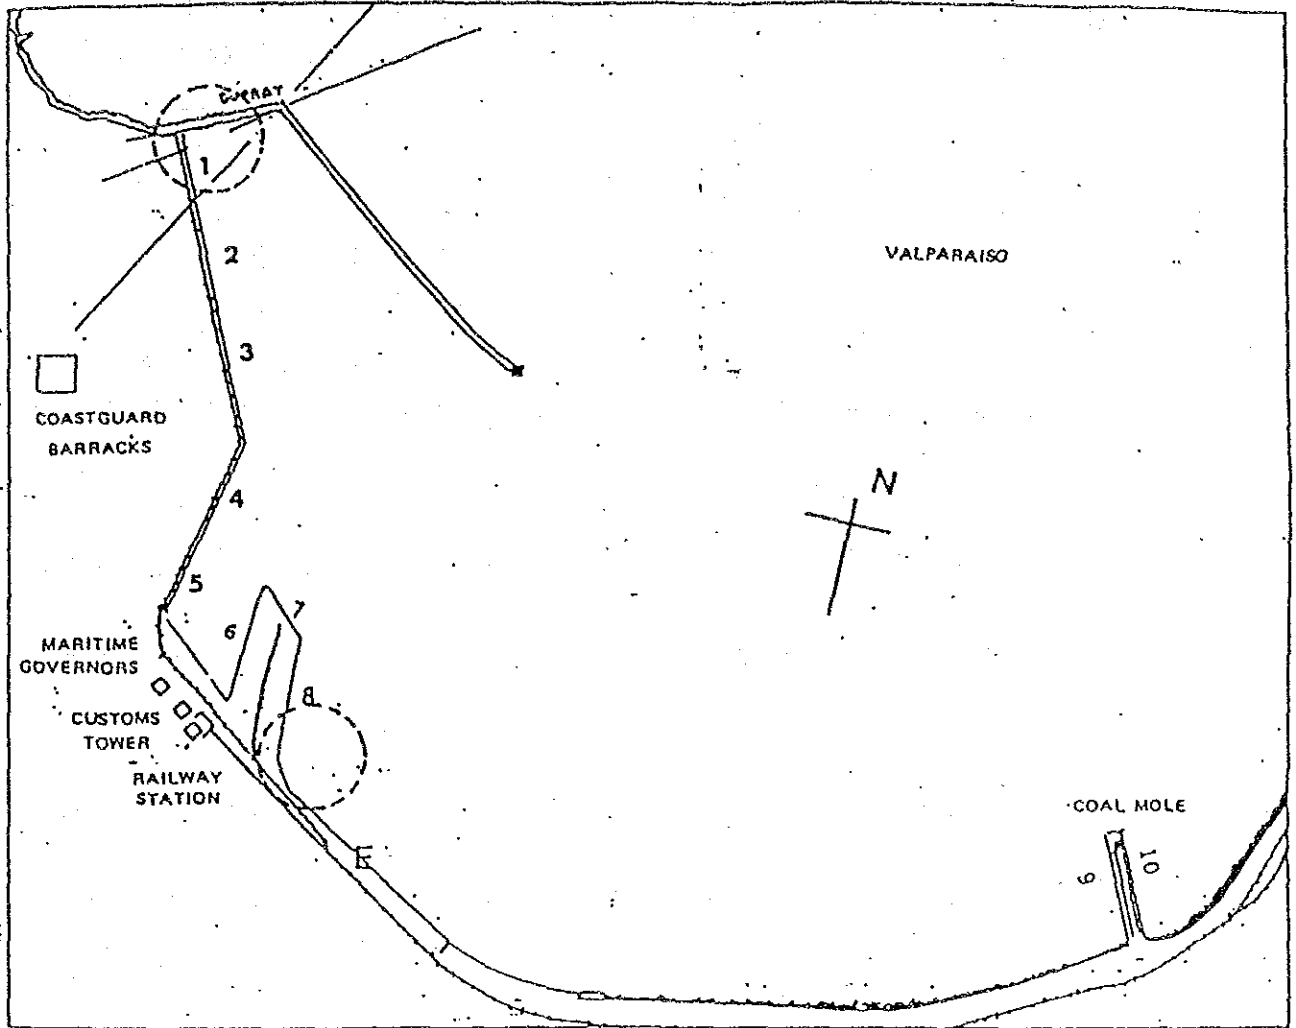 DUPRAT
1
2
VALPARAISO
3
COASTGUARD
BARRACKS
N
4
5
6
7
MARITIME
GOVERNORS
8
CUSTOMS
TOWER
RAILWAY
STATION
COAL MOLE
9
10